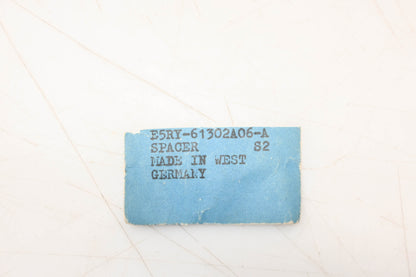 E5RY-61302A06-A
SPACER S2
MADE IN WEST
GERMANY